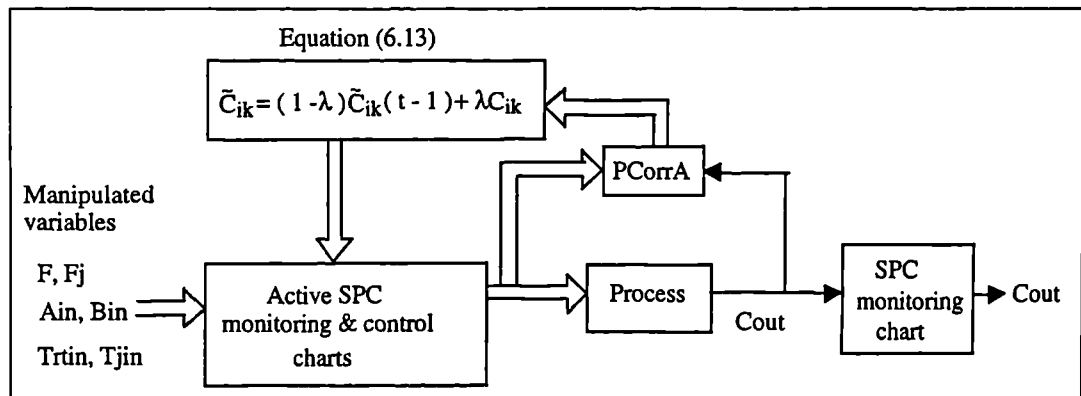 Equation (6.13)
C̃ik = (1-λ)C̃ik(t-1)+λCik
PCorrA
Manipulated
variables
F, Fj
Ain, Bin
Trtin, Tjin
Active SPC
monitoring & control
charts
Process
Cout
SPC
monitoring
chart
Cout